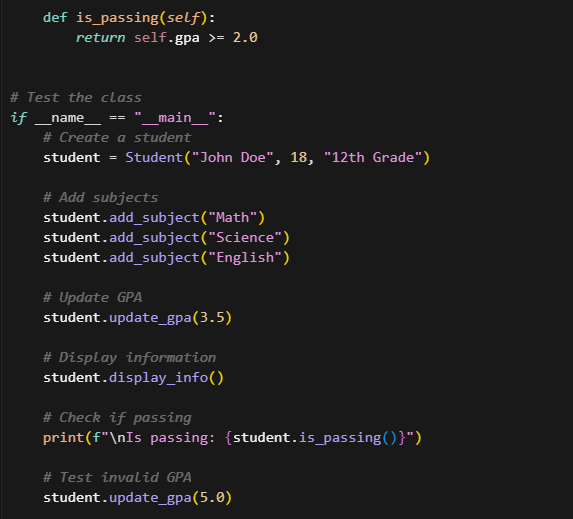 def is_passing(self):
        return self.gpa >= 2.0


# Test the class
if __name__ == "__main__":
    # Create a student
    student = Student("John Doe", 18, "12th Grade")

    # Add subjects
    student.add_subject("Math")
    student.add_subject("Science")
    student.add_subject("English")

    # Update GPA
    student.update_gpa(3.5)

    # Display information
    student.display_info()

    # Check if passing
    print(f"\nIs passing: {student.is_passing()}")

    # Test invalid GPA
    student.update_gpa(5.0)